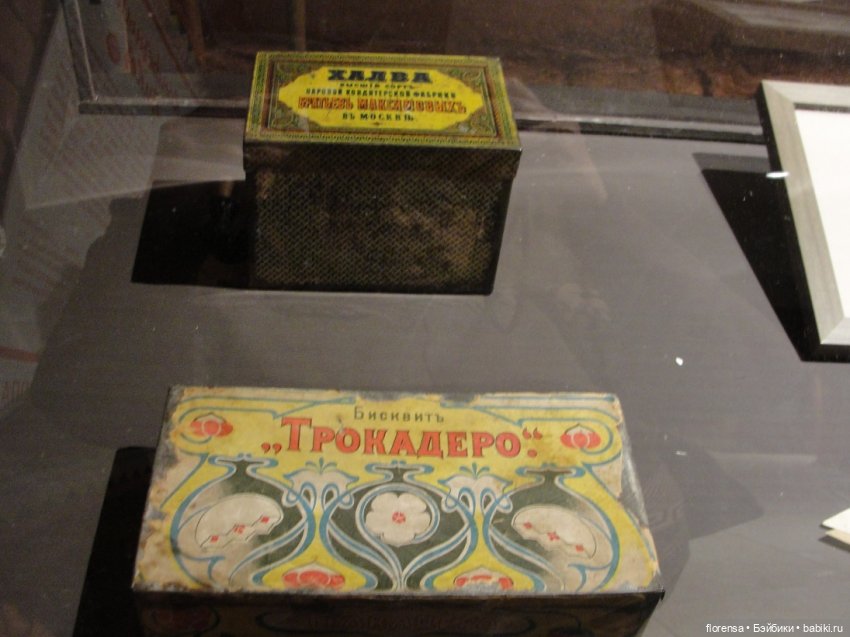 ХАЛВА
ВЫСШІЙ СОРТЪ
ПАРОВОЙ КОНДИТЕРСКОЙ ФАБРИКИ
БРАТЬЕВЪ МАКСИМОВЫХЪ
ВЪ МОСКВѢ.
Бисквитъ
„ТРОКАДЕРО“.
florensa • Бэйбики • babiki.ru